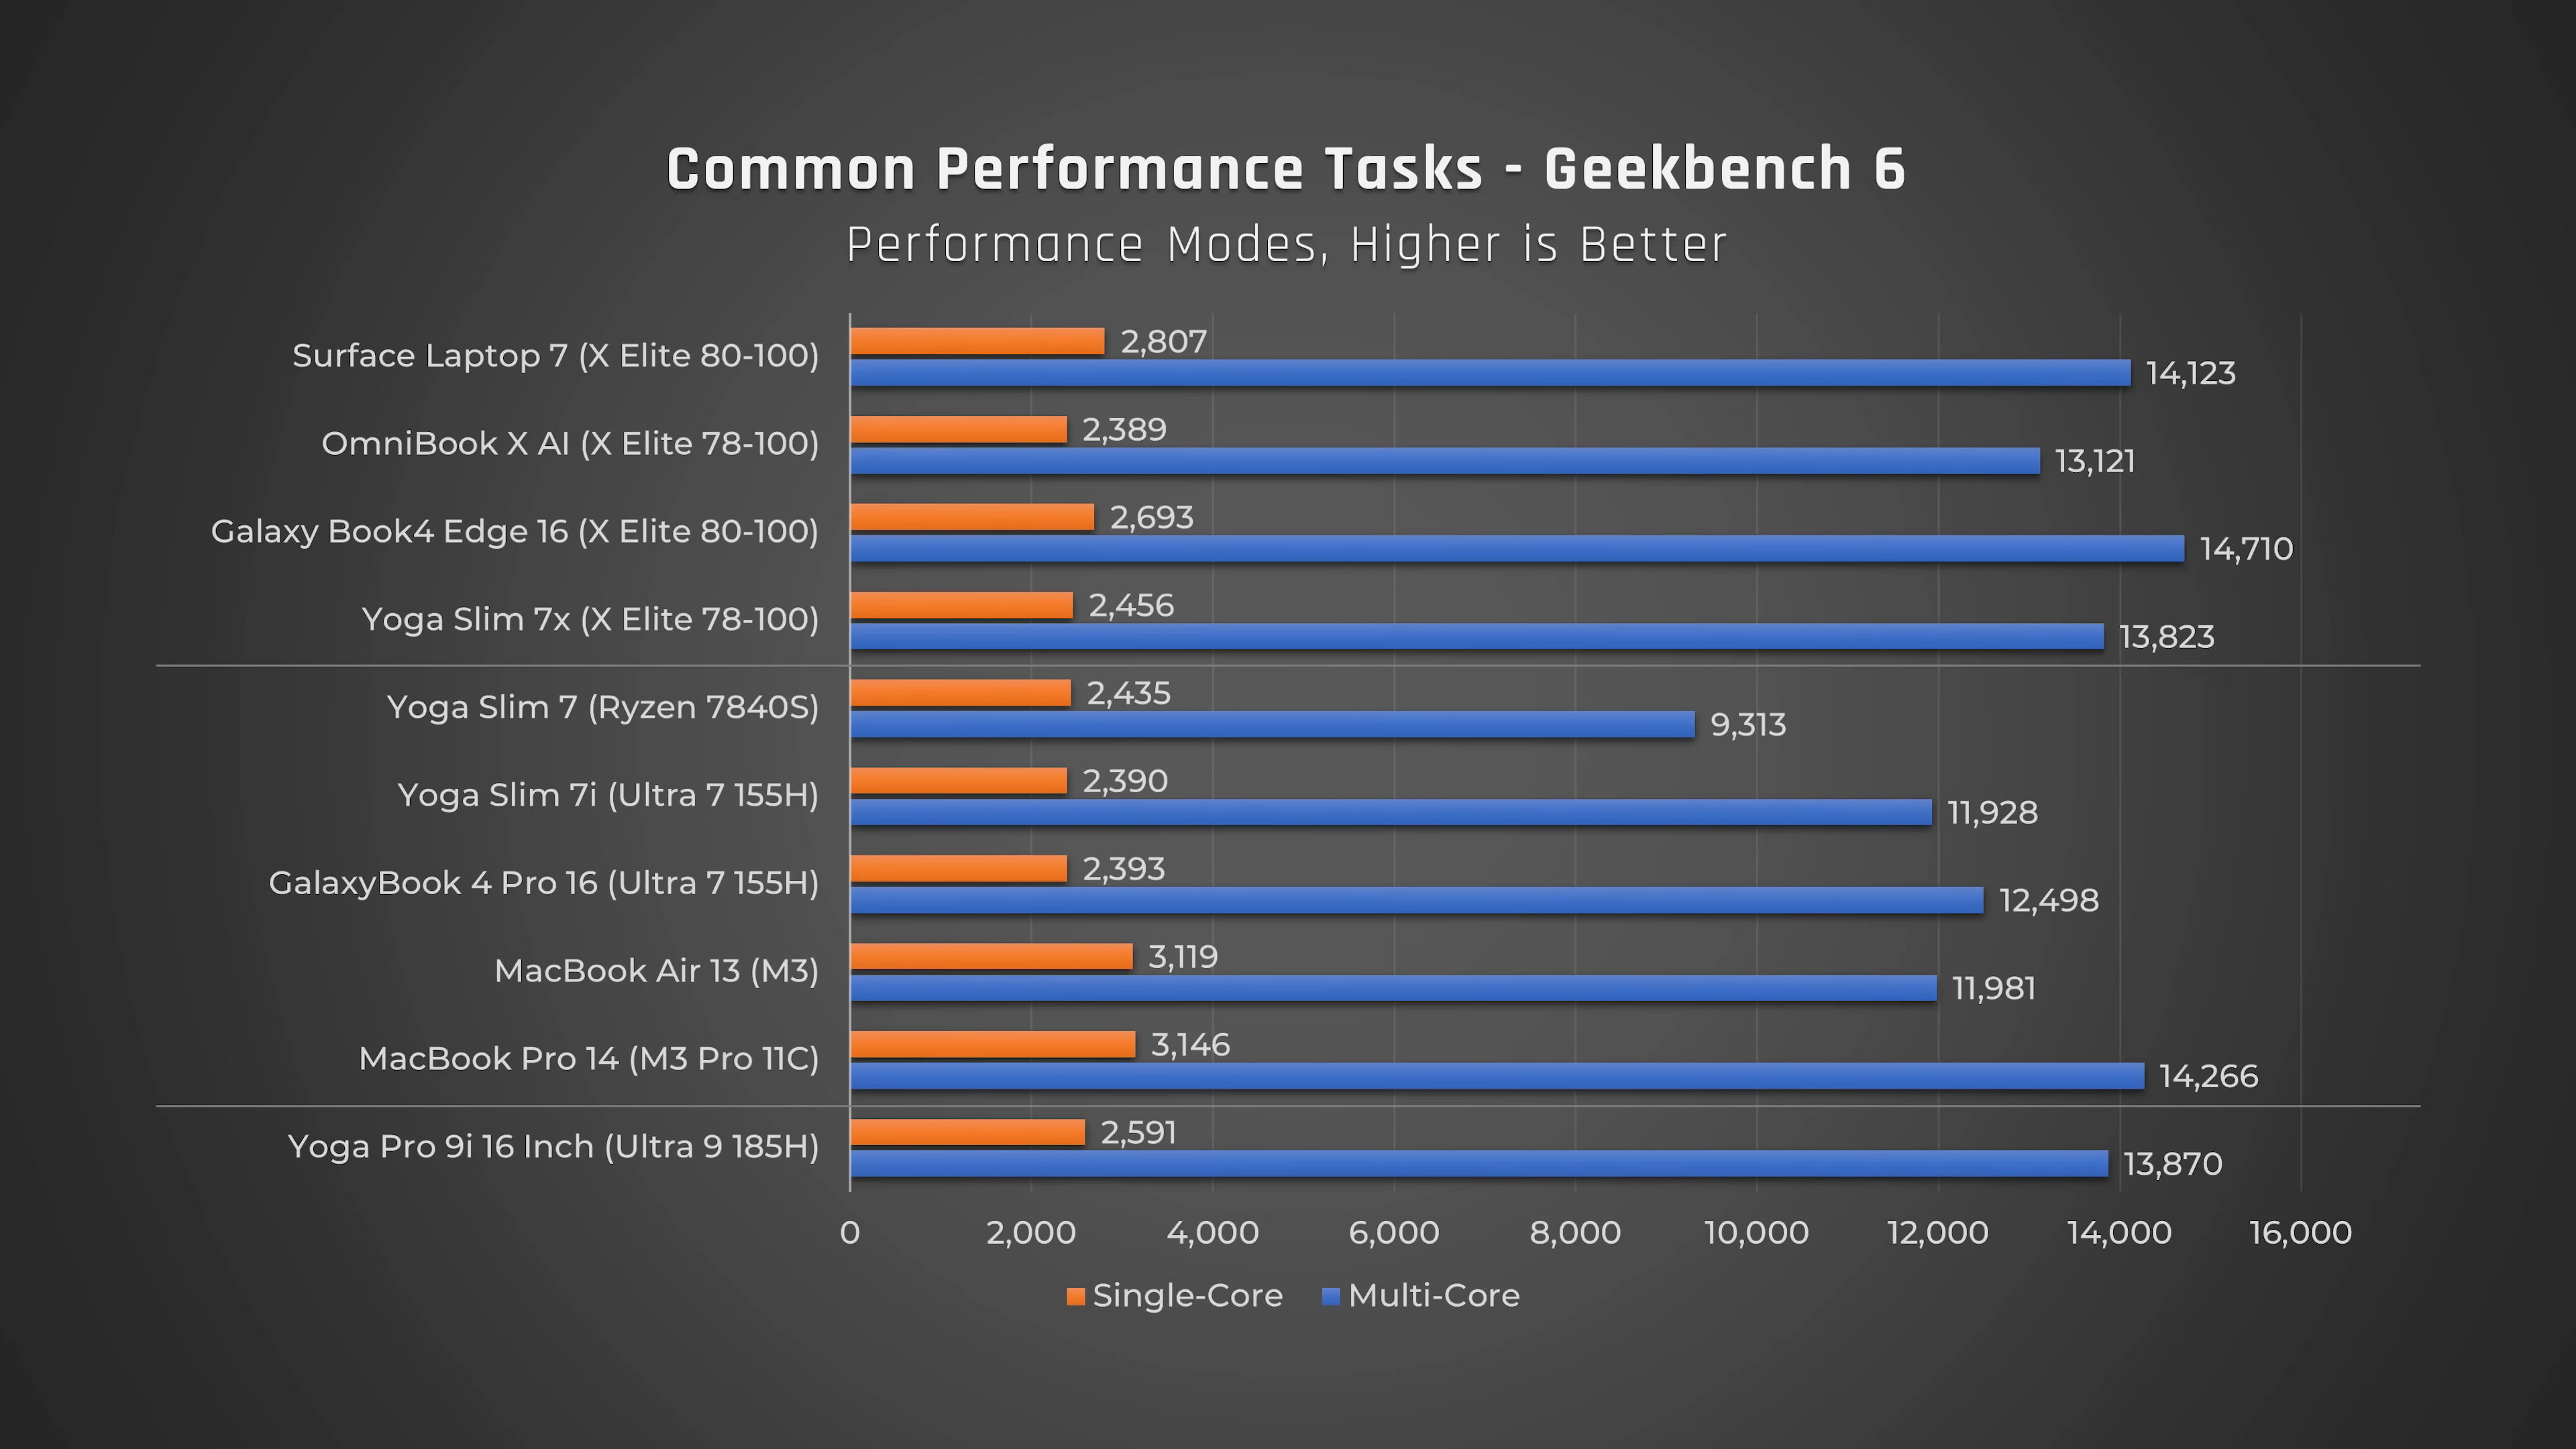 Common Performance Tasks - Geekbench 6
Performance Modes, Higher is Better
Surface Laptop 7 (X Elite 80-100)
2,807
14,123
OmniBook X AI (X Elite 78-100)
2,389
13,121
Galaxy Book4 Edge 16 (X Elite 80-100)
2,693
14,710
Yoga Slim 7x (X Elite 78-100)
2,456
13,823
Yoga Slim 7 (Ryzen 7840S)
2,435
9,313
Yoga Slim 7i (Ultra 7 155H)
2,390
11,928
GalaxyBook 4 Pro 16 (Ultra 7 155H)
2,393
12,498
MacBook Air 13 (M3)
3,119
11,981
MacBook Pro 14 (M3 Pro 11C)
3,146
14,266
Yoga Pro 9i 16 Inch (Ultra 9 185H)
2,591
13,870
0 2,000 4,000 6,000 8,000 10,000 12,000 14,000 16,000
Single-Core Multi-Core